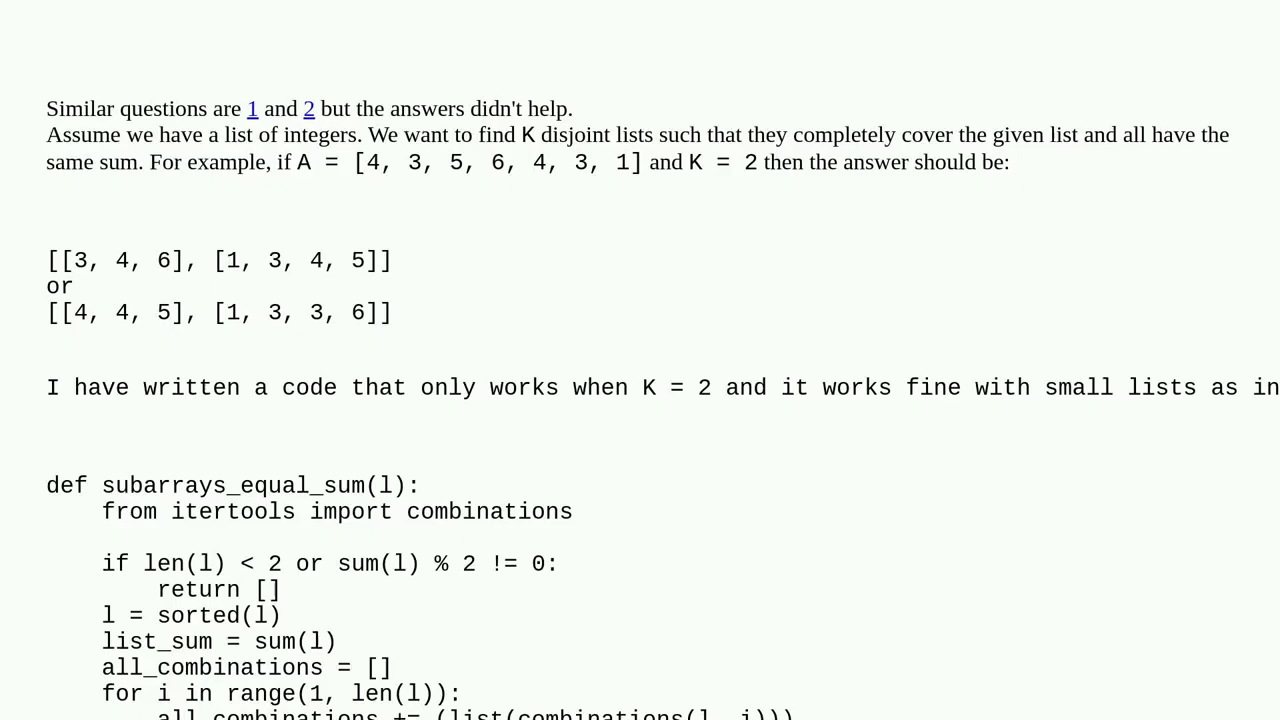 Similar questions are 1 and 2 but the answers didn't help.
Assume we have a list of integers. We want to find K disjoint lists such that they completely cover the given list and all have the
same sum. For example, if A = [4, 3, 5, 6, 4, 3, 1] and K = 2 then the answer should be:
[[3, 4, 6], [1, 3, 4, 5]]
or
[[4, 4, 5], [1, 3, 3, 6]]
I have written a code that only works when K = 2 and it works fine with small lists as in
def subarrays_equal_sum(l):
    from itertools import combinations
    if len(l) < 2 or sum(l) % 2 != 0:
        return []
    l = sorted(l)
    list_sum = sum(l)
    all_combinations = []
    for i in range(1, len(l)):
        all_combinations += (list(combinations(l, i)))